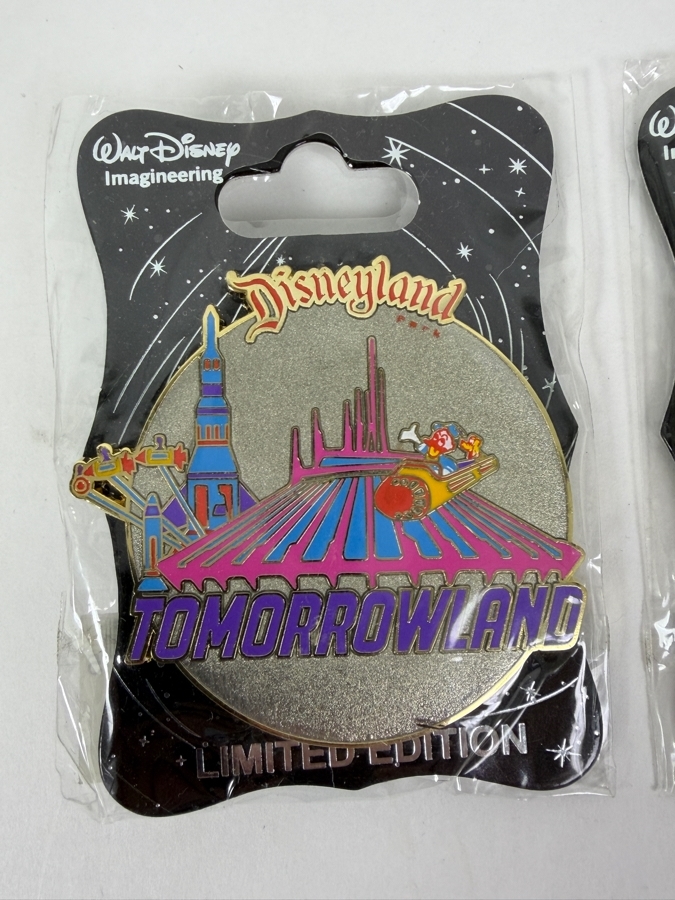 WALT DISNEY
Imagineering
Disneyland
Park
TOMORROWLAND
LIMITED EDITION